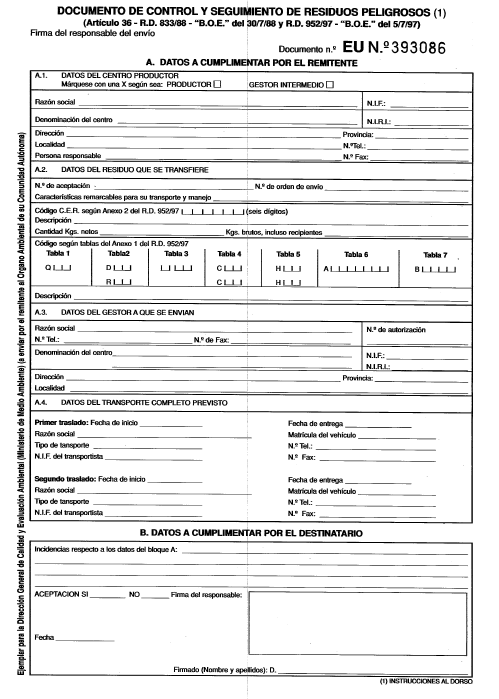 DOCUMENTO DE CONTROL Y SEGUIMIENTO DE RESIDUOS PELIGROSOS (1)
(Artículo 36 - R.D. 833/88 - "B.O.E." del 30/7/88 y R.D. 952/97 - "B.O.E." del 5/7/97)
Firma del responsable del envío
Documento n.º EU N.º 393086
A. DATOS A CUMPLIMENTAR POR EL REMITENTE
A.1. DATOS DEL CENTRO PRODUCTOR
Márquese con una X según sea: PRODUCTOR GESTOR INTERMEDIO
Razón social N.I.F.:
Denominación del centro N.I.R.I.:
Dirección Provincia:
Localidad N.ºTel.:
Persona responsable N.º Fax:
A.2. DATOS DEL RESIDUO QUE SE TRANSFIERE
N.º de aceptación N.º de orden de envío
Características remarcables para su transporte y manejo
Código C.E.R. según Anexo 2 del R.D. 952/97 (seis dígitos)
Descripción
Cantidad Kgs. netos Kgs. brutos, incluso recipientes
Código según tablas del Anexo 1 del R.D. 952/97
Tabla 1 Tabla2 Tabla 3 Tabla 4 Tabla 5 Tabla 6 Tabla 7
Q D C H A B
R C H
Descripción
A.3. DATOS DEL GESTOR A QUE SE ENVIAN
Razón social N.º de autorización
N.º Tel.: N.º de Fax:
Denominación del centro N.I.F.:
N.I.R.I.:
Dirección Provincia:
Localidad
A.4. DATOS DEL TRANSPORTE COMPLETO PREVISTO
Primer traslado: Fecha de inicio Fecha de entrega
Razón social Matrícula del vehículo
Tipo de tansporte N.º Tel.:
N.I.F. del transportista N.º Fax:
Segundo traslado: Fecha de inicio Fecha de entrega
Razón social Matrícula del vehículo
Tipo de tansporte N.º Tel.:
N.I.F. del transportista N.º Fax:
B. DATOS A CUMPLIMENTAR POR EL DESTINATARIO
Incidencias respecto a los datos del bloque A:
ACEPTACION SI NO Firma del responsable:
Fecha
Firmado (Nombre y apellidos): D.
(1) INSTRUCCIONES AL DORSO
Ejemplar para la Dirección General de Calidad y Evaluación Ambiental (Ministerio de Medio Ambiente) (a enviar por el remitente al Organo Ambiental de su Comunidad Autónoma)